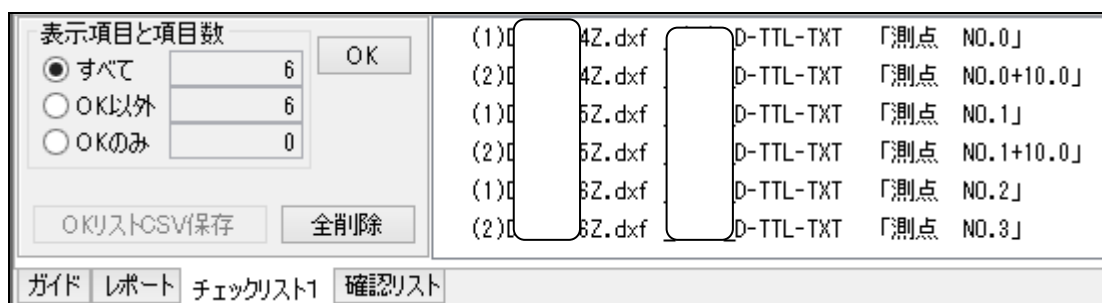 表示項目と項目数
すべて 6
OK以外 6
OKのみ 0
OK
OKリストCSV保存
全削除
(1)D 4Z.dxf _ D-TTL-TXT 「測点 NO.0」
(2)D 4Z.dxf _ D-TTL-TXT 「測点 NO.0+10.0」
(1)D 5Z.dxf _ D-TTL-TXT 「測点 NO.1」
(2)D 5Z.dxf _ D-TTL-TXT 「測点 NO.1+10.0」
(1)D 6Z.dxf _ D-TTL-TXT 「測点 NO.2」
(2)D 6Z.dxf _ D-TTL-TXT 「測点 NO.3」
ガイド レポート チェックリスト1 確認リスト